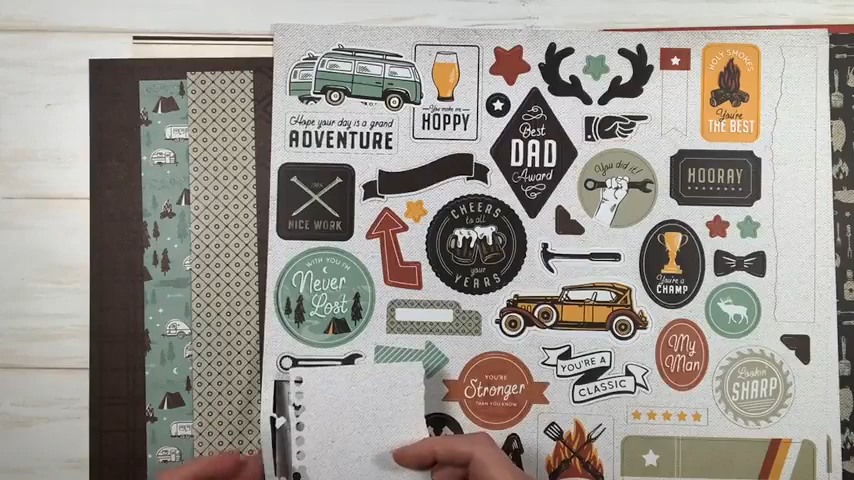 Hope your day is a grand
ADVENTURE
You make me
HOPPY
Best
DAD
Award
HOLY SMOKES
You're
THE BEST
You did it!
HOORAY
NICE WORK
CHEERS
to all
your
YEARS
You're a
CHAMP
WITH YOU I'M
Never
Lost
My
Man
YOU'RE
Stronger
THAN YOU KNOW
YOU'RE A
CLASSIC
Lookin'
SHARP